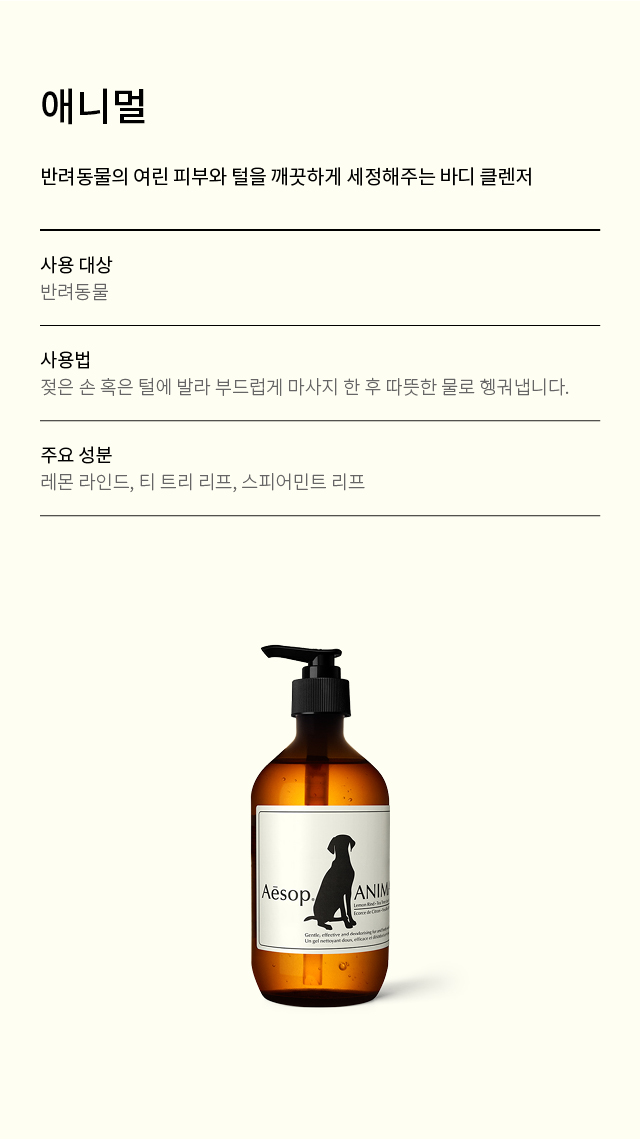 애니멀
반려동물의 여린 피부와 털을 깨끗하게 세정해주는 바디 클렌저
사용 대상
반려동물
사용법
젖은 손 혹은 털에 발라 부드럽게 마사지 한 후 따뜻한 물로 헹궈냅니다.
주요 성분
레몬 라인드, 티 트리 리프, 스피어민트 리프
Aēsop.
ANIM
Lemon Rind
Ecorce de Citron
Gentle, effective and deodorising
Un gel nettoyant doux, efficace et